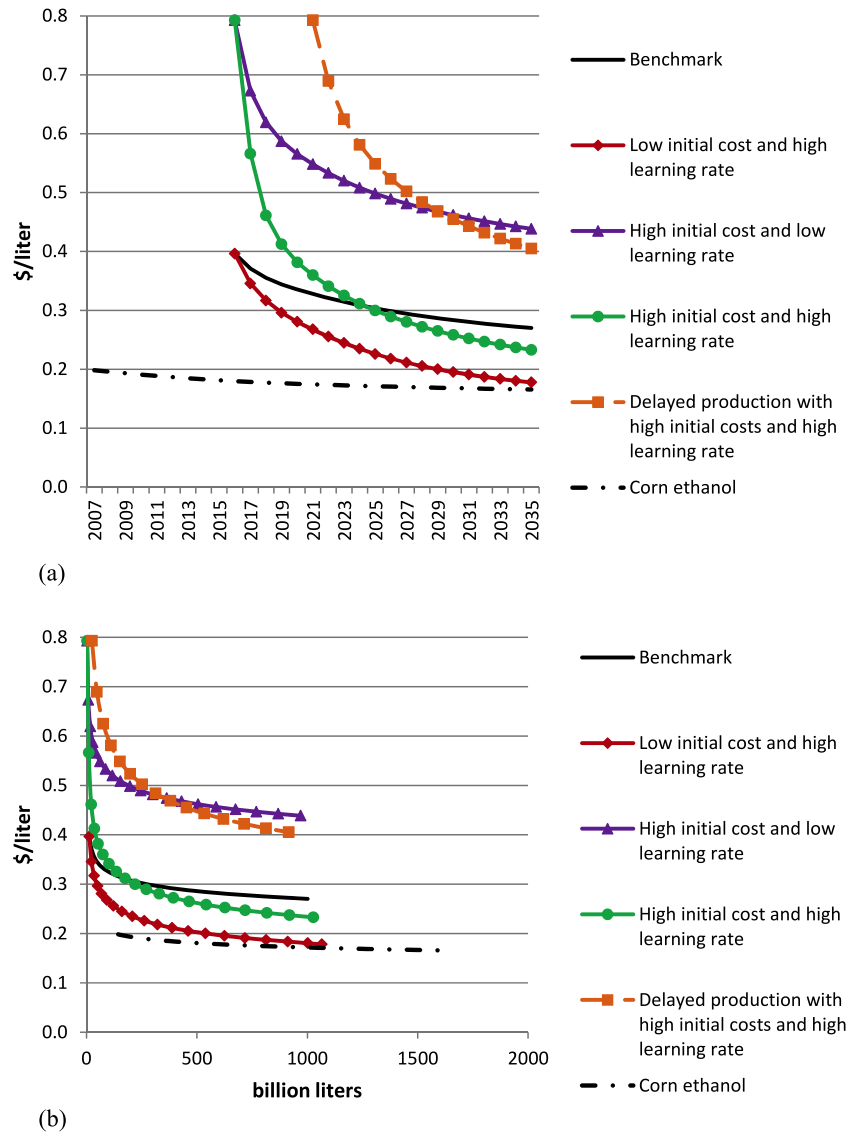 0.8
0.7
0.6
0.5
0.4
0.3
0.2
0.1
0.0
$/liter
2007
2009
2011
2013
2015
2017
2019
2021
2023
2025
2027
2029
2031
2033
2035
Benchmark
Low initial cost and high
learning rate
High initial cost and low
learning rate
High initial cost and high
learning rate
Delayed production with
high initial costs and high
learning rate
Corn ethanol
(a)
0.8
0.7
0.6
0.5
0.4
0.3
0.2
0.1
0.0
$/liter
0
500
1000
1500
2000
billion liters
Benchmark
Low initial cost and high
learning rate
High initial cost and low
learning rate
High initial cost and high
learning rate
Delayed production with
high initial costs and high
learning rate
Corn ethanol
(b)